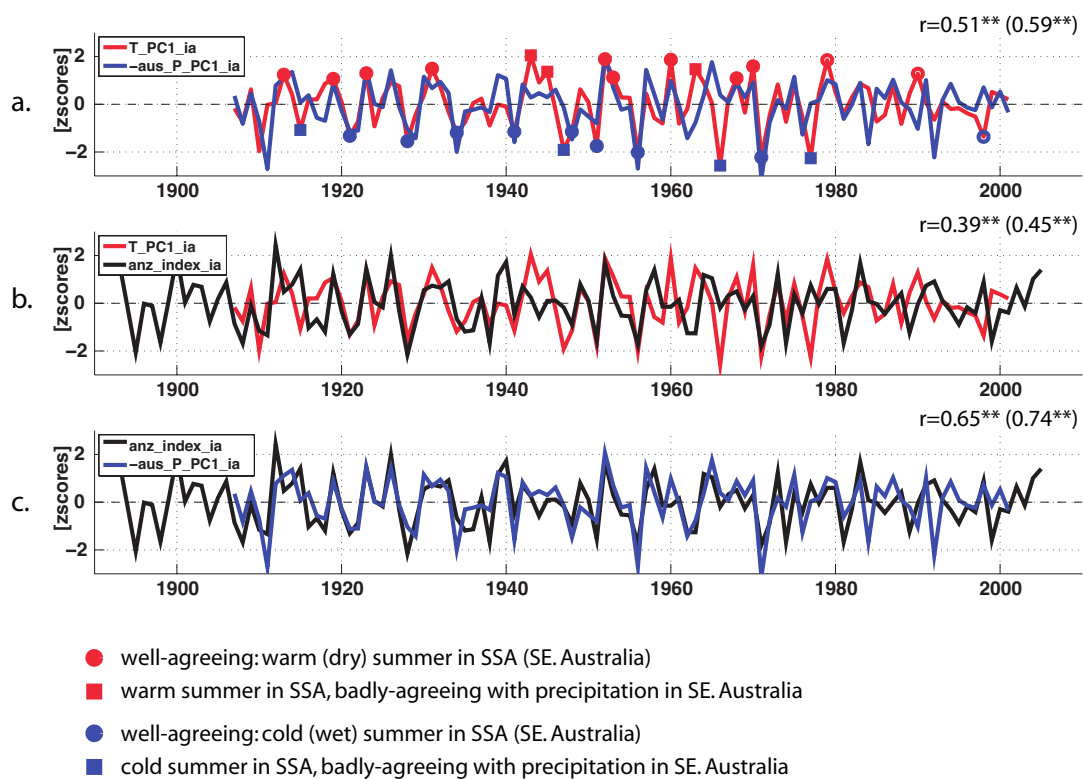 r=0.51** (0.59**)
T_PC1_ia
-aus_P_PC1_ia
a.
[zscores]
2
0
-2
1900 1920 1940 1960 1980 2000
r=0.39** (0.45**)
T_PC1_ia
anz_index_ia
b.
[zscores]
2
0
-2
1900 1920 1940 1960 1980 2000
r=0.65** (0.74**)
anz_index_ia
-aus_P_PC1_ia
c.
[zscores]
2
0
-2
1900 1920 1940 1960 1980 2000
well-agreeing: warm (dry) summer in SSA (SE. Australia)
warm summer in SSA, badly-agreeing with precipitation in SE. Australia
well-agreeing: cold (wet) summer in SSA (SE. Australia)
cold summer in SSA, badly-agreeing with precipitation in SE. Australia